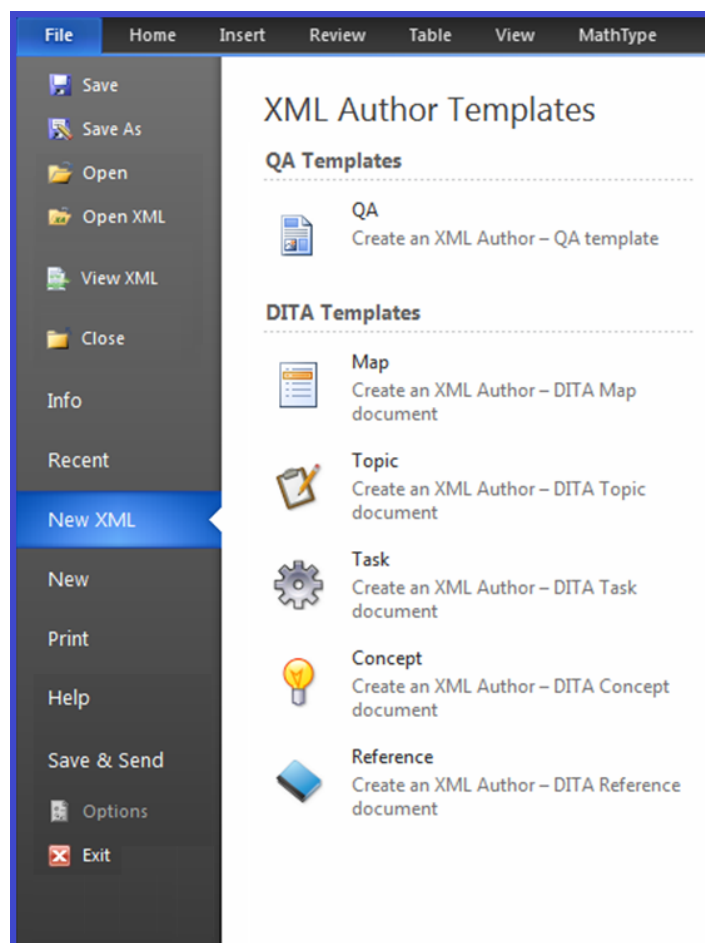 File Home Insert Review Table View MathType
Save
Save As
Open
Open XML
View XML
Close
Info
Recent
New XML
New
Print
Help
Save & Send
Options
Exit
XML Author Templates
QA Templates
QA
Create an XML Author – QA template
DITA Templates
Map
Create an XML Author – DITA Map
document
Topic
Create an XML Author – DITA Topic
document
Task
Create an XML Author – DITA Task
document
Concept
Create an XML Author – DITA Concept
document
Reference
Create an XML Author – DITA Reference
document